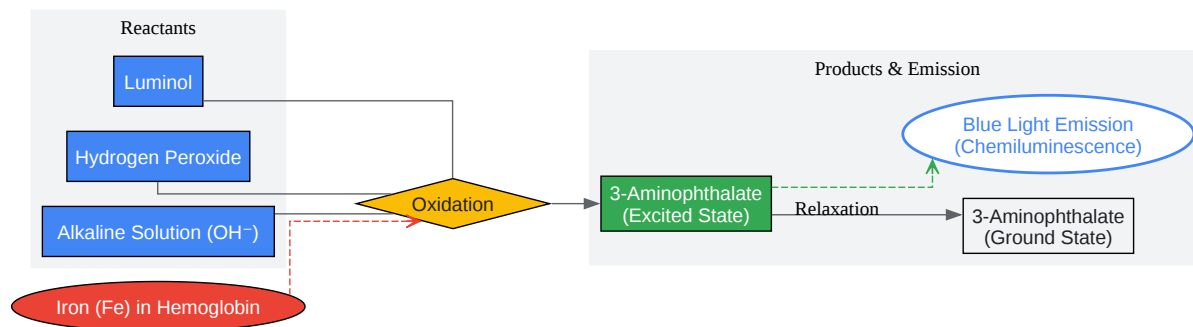 Reactants
Luminol
Hydrogen Peroxide
Alkaline Solution (OH⁻)
Iron (Fe) in Hemoglobin
Oxidation
Products & Emission
Blue Light Emission
(Chemiluminescence)
3-Aminophthalate
(Excited State)
Relaxation
3-Aminophthalate
(Ground State)